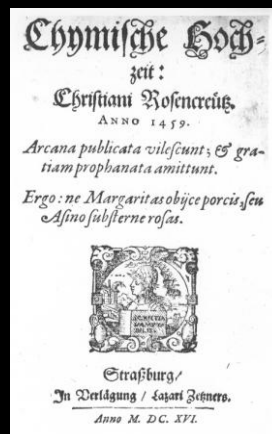 Chymische Hoch=
zeit:
Christiani Rosencreütz.
ANNO 1459.
Arcana publicata vilescunt; & gra-
tiam prophanata amittunt.
Ergo: ne Margaritas obijce porcis, seu
Asino substerne rosas.
Straßburg/
In Verlägung / Lazari Zetzners.
Anno M. DC. XVI.